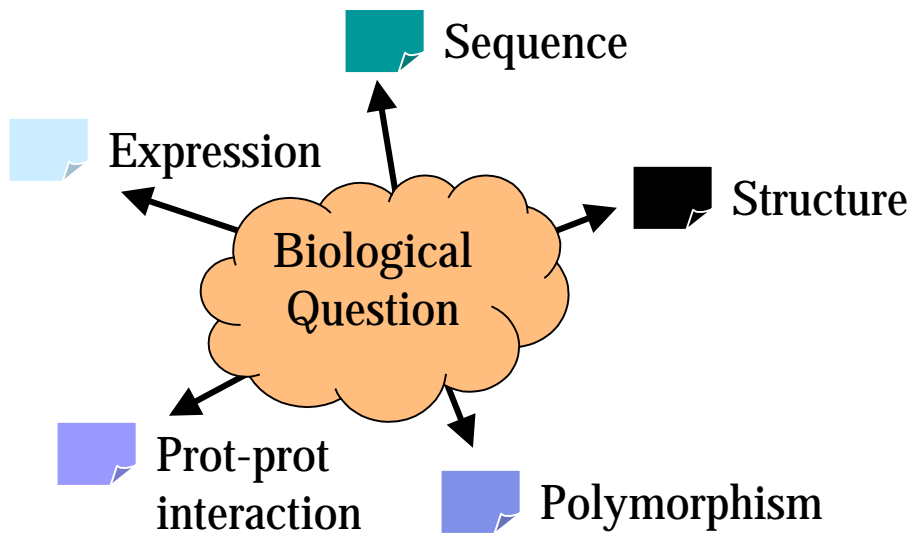 Sequence
Expression
Structure
Biological
Question
Prot-prot
interaction
Polymorphism